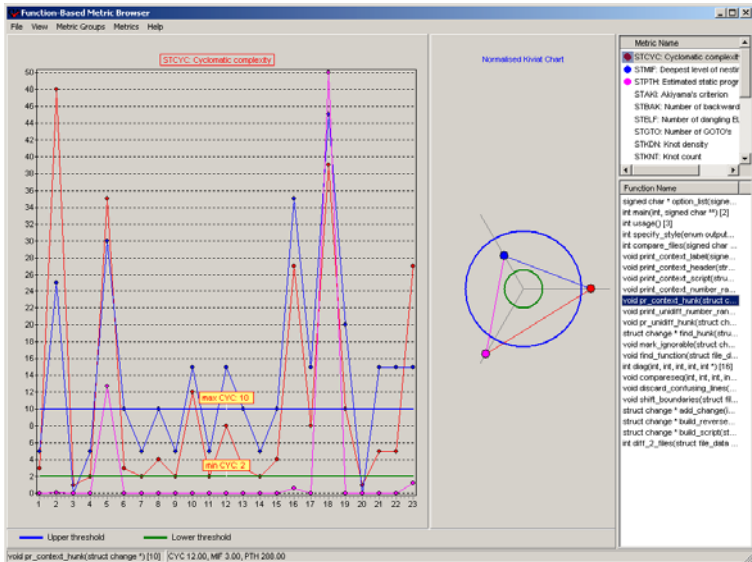 Function-Based Metric Browser
File View Metric Groups Metrics Help
STCYC: Cyclomatic complexity
50
48
46
44
42
40
38
36
34
32
30
28
26
24
22
20
18
16
14
12
10
8
6
4
2
0
max CYC: 10
min CYC: 2
1 2 3 4 5 6 7 8 9 10 11 12 13 14 15 16 17 18 19 20 21 22 23
Upper threshold Lower threshold
Normalised Kiviat Chart
Metric Name
STCYC: Cyclomatic complexit
STMIF: Deepest level of nestin
STPTH: Estimated static progr
STAKI: Akiyama's criterion
STBAK: Number of backward
STELF: Number of dangling EL
STGTO: Number of GOTO's
STKDN: Knot density
STKNT: Knot count
Function Name
signed char * option_list(signe...
int main(int, signed char **) [2]
int usage() [3]
int specify_style(enum output...
int compare_files(signed char ...
void print_context_label(signe...
void print_context_header(str...
void print_context_script(stru...
void print_context_number_ra...
void pr_context_hunk(struct c...
void print_unidiff_number_ran...
void pr_unidiff_hunk(struct ch...
struct change * find_hunk(stru...
void mark_ignorable(struct ch...
void find_function(struct file_d...
int diag(int, int, int, int, int *) [16]
void compareseq(int, int, int, in...
void discard_confusing_lines(...
void shift_boundaries(struct fil...
struct change * add_change(i...
struct change * build_reverse...
struct change * build_script(st...
int diff_2_files(struct file_data ...
void pr_context_hunk(struct change *) [10] CYC 12.00, MIF 3.00, PTH 288.00